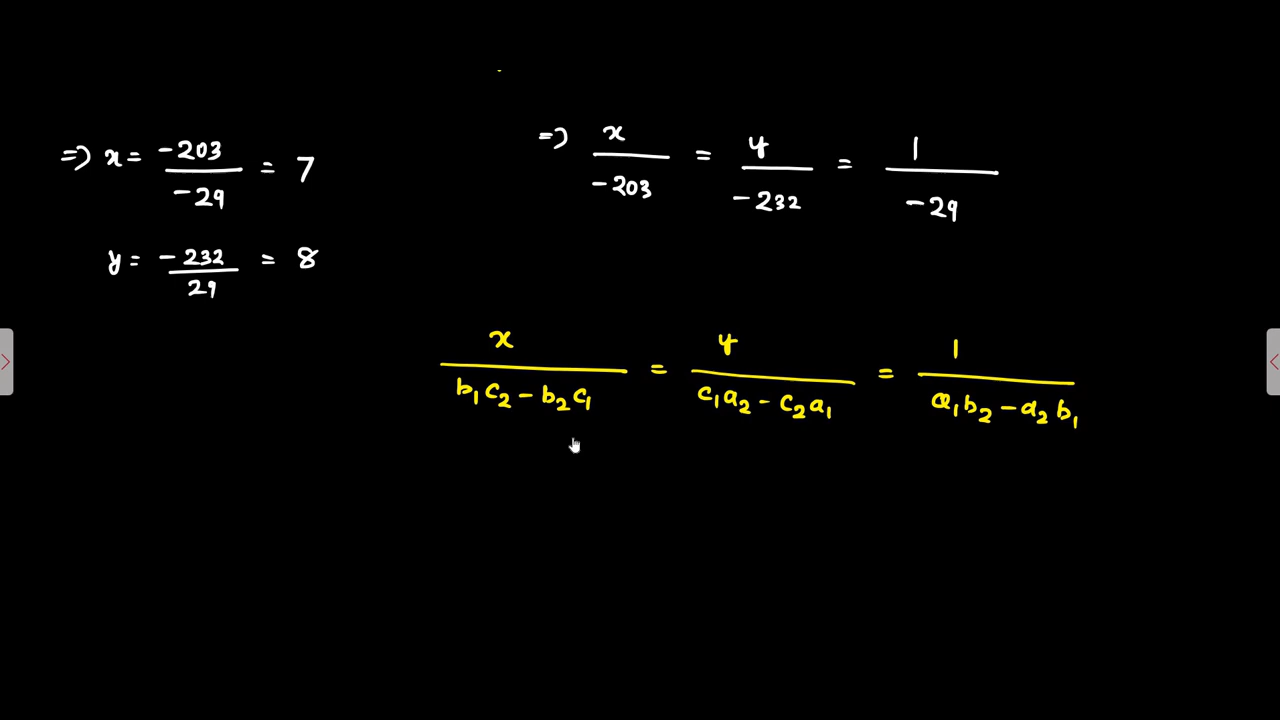 ⇒ x = -203/-29 = 7
y = -232/29 = 8
⇒ x/-203 = y/-232 = 1/-29
x/(b₁c₂ - b₂c₁) = y/(c₁a₂ - c₂a₁) = 1/(a₁b₂ - a₂b₁)